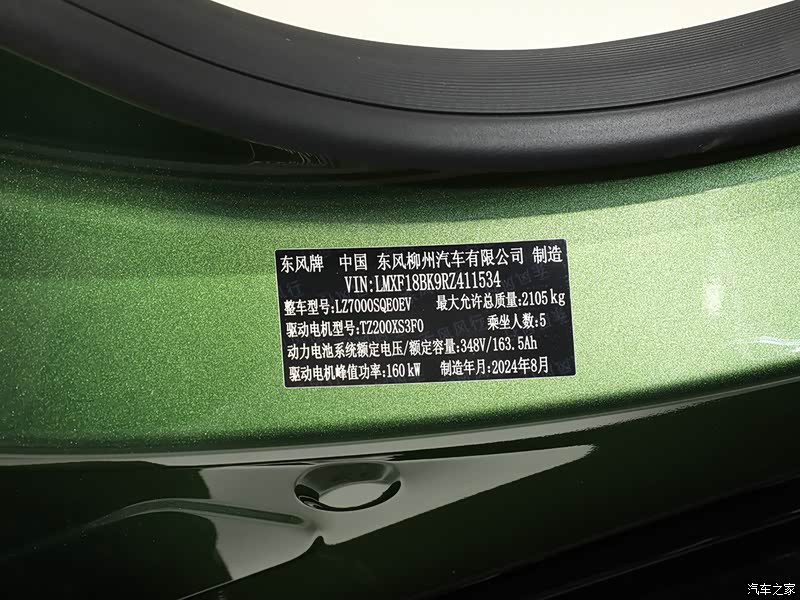 东风牌 中国 东风柳州汽车有限公司 制造
VIN:LMXF18BK9RZ411534
整车型号:LZ7000SQE0EV 最大允许总质量:2105kg
驱动电机型号:TZ200XS3F0 乘坐人数:5
动力电池系统额定电压/额定容量:348V/163.5Ah
驱动电机峰值功率:160kW 制造年月:2024年8月
汽车之家